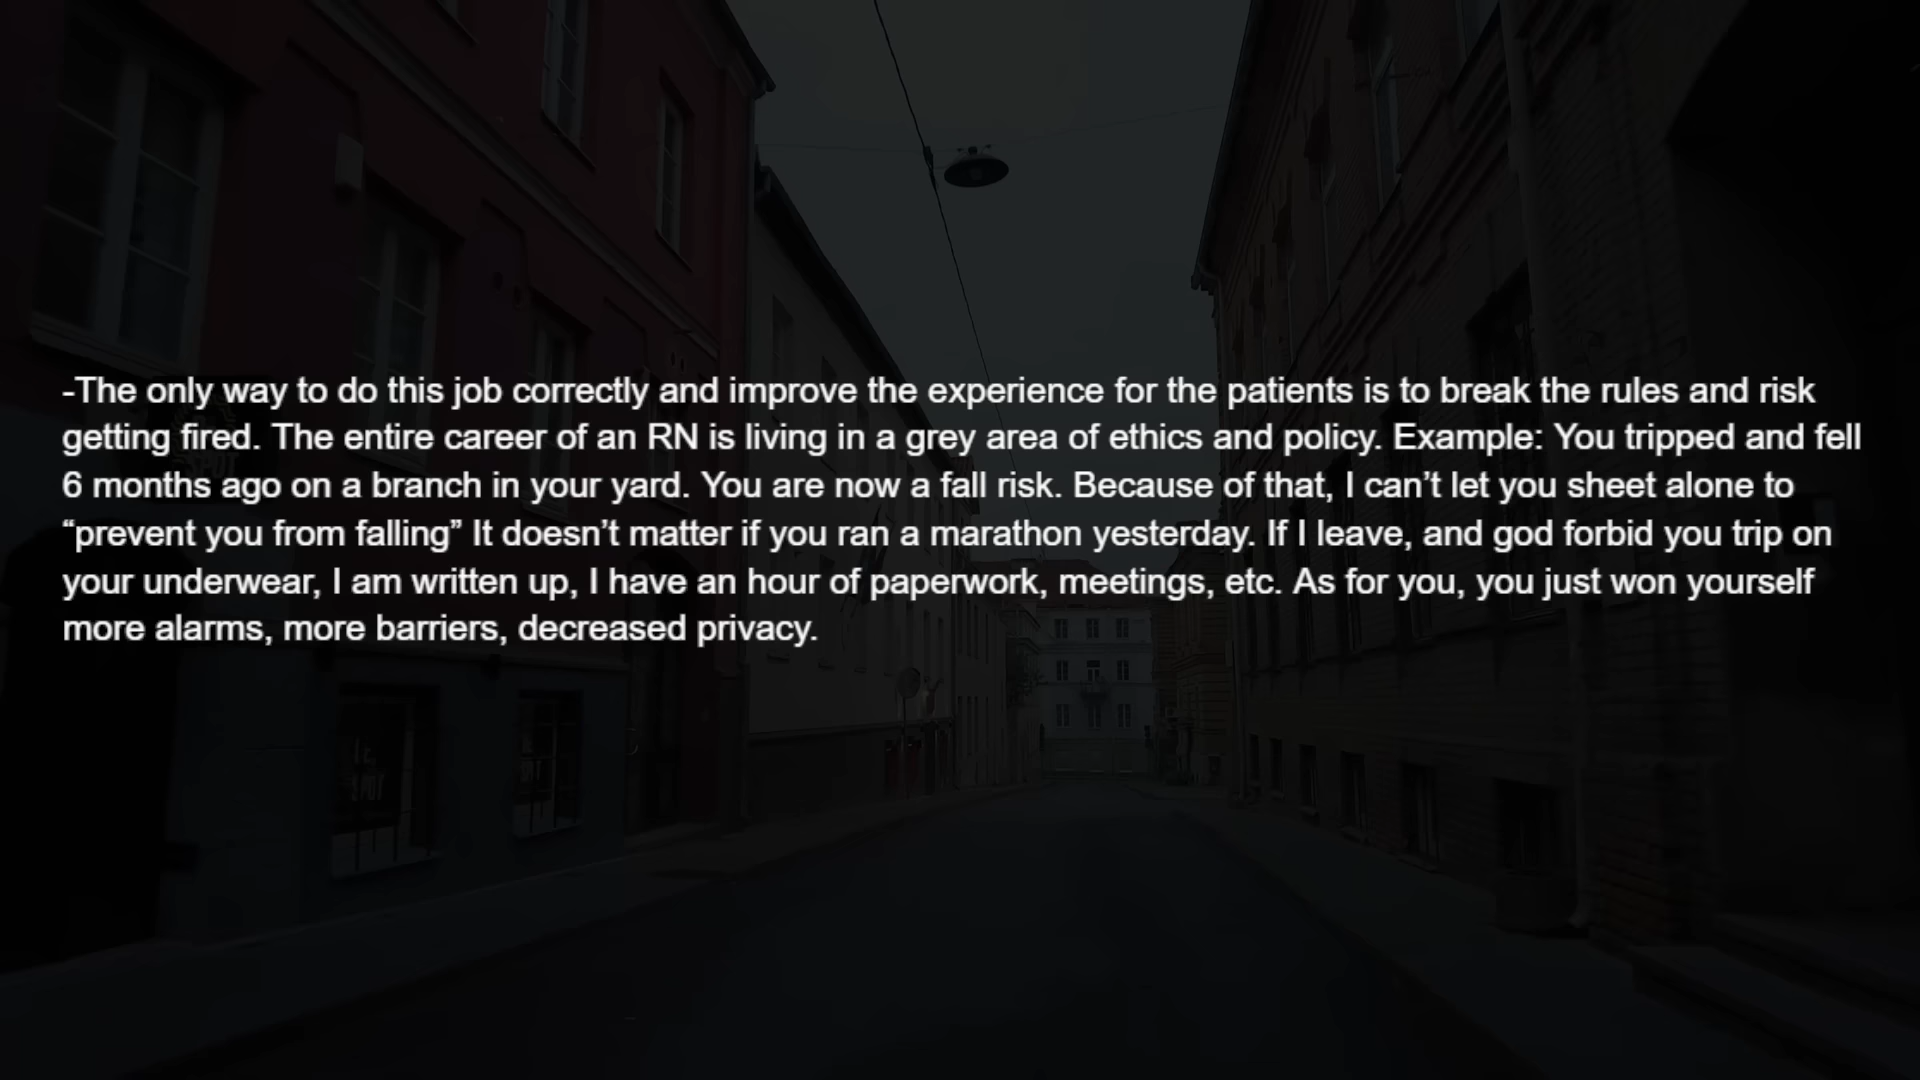 -The only way to do this job correctly and improve the experience for the patients is to break the rules and risk
getting fired. The entire career of an RN is living in a grey area of ethics and policy. Example: You tripped and fell
6 months ago on a branch in your yard. You are now a fall risk. Because of that, I can’t let you sheet alone to
“prevent you from falling” It doesn’t matter if you ran a marathon yesterday. If I leave, and god forbid you trip on
your underwear, I am written up, I have an hour of paperwork, meetings, etc. As for you, you just won yourself
more alarms, more barriers, decreased privacy.